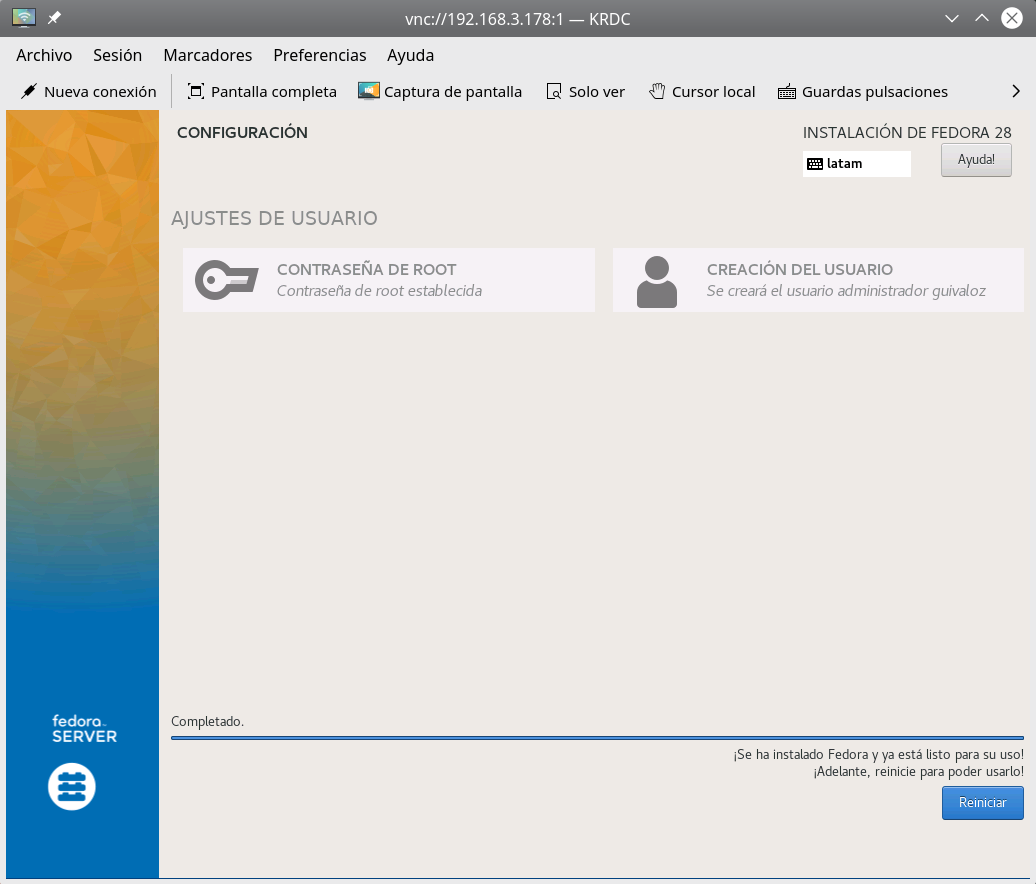 vnc://192.168.3.178:1 — KRDC
Archivo Sesión Marcadores Preferencias Ayuda
Nueva conexión Pantalla completa Captura de pantalla Solo ver Cursor local Guardas pulsaciones
CONFIGURACIÓN
INSTALACIÓN DE FEDORA 28
latam
Ayuda!
AJUSTES DE USUARIO
CONTRASEÑA DE ROOT
Contraseña de root establecida
CREACIÓN DEL USUARIO
Se creará el usuario administrador guivaloz
fedora™
SERVER
Completado.
¡Se ha instalado Fedora y ya está listo para su uso!
¡Adelante, reinicie para poder usarlo!
Reiniciar